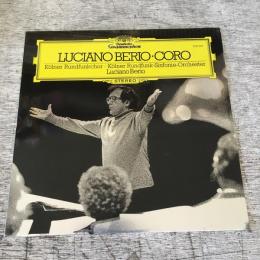 Deutsche
Grammophon
LUCIANO BERIO·CORO
Kölner Rundfunkchor · Kölner Rundfunk-Sinfonie-Orchester
Luciano Berio
STEREO